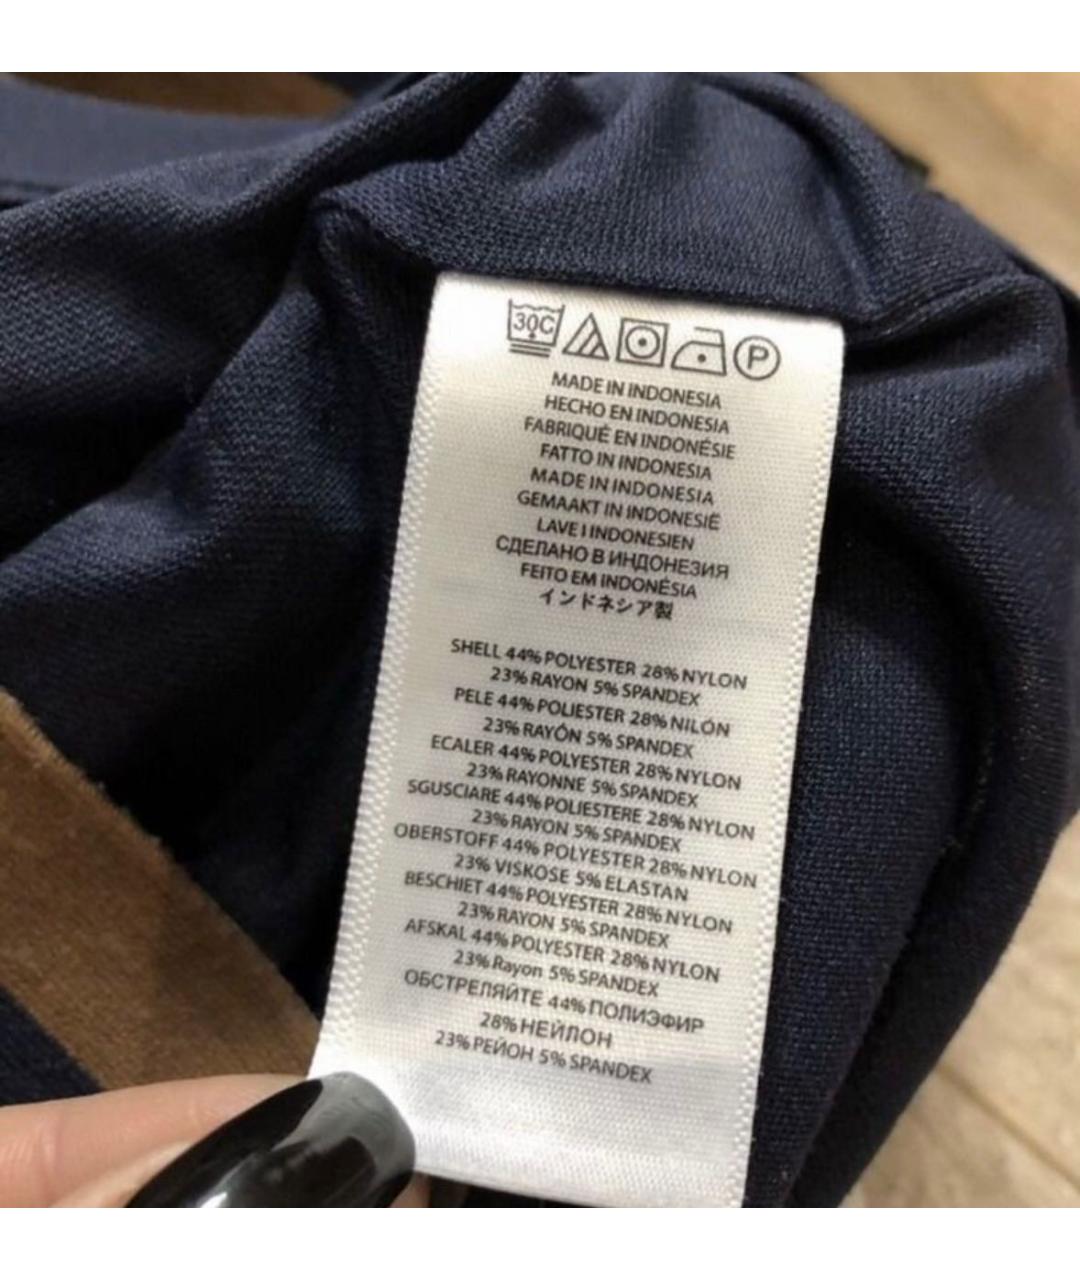 30C
P
MADE IN INDONESIA
HECHO EN INDONESIA
FABRIQUÉ EN INDONÉSIE
FATTO IN INDONESIA
MADE IN INDONESIA
GEMAAKT IN INDONESIË
LAVE I INDONESIEN
СДЕЛАНО В ИНДОНЕЗИЯ
FEITO EM INDONÉSIA
インドネシア製
SHELL 44% POLYESTER 28% NYLON
23% RAYON 5% SPANDEX
PELE 44% POLIESTER 28% NILÓN
23% RAYÓN 5% SPANDEX
ECALER 44% POLYESTER 28% NYLON
23% RAYONNE 5% SPANDEX
SGUSCIARE 44% POLIESTERE 28% NYLON
23% RAYON 5% SPANDEX
OBERSTOFF 44% POLYESTER 28% NYLON
23% VISKOSE 5% ELASTAN
BESCHIET 44% POLYESTER 28% NYLON
23% RAYON 5% SPANDEX
AFSKAL 44% POLYESTER 28% NYLON
23% Rayon 5% SPANDEX
ОБСТРЕЛЯЙТЕ 44% ПОЛИЭФИР
28% НЕЙЛОН
23% РЕЙОН 5% SPANDEX